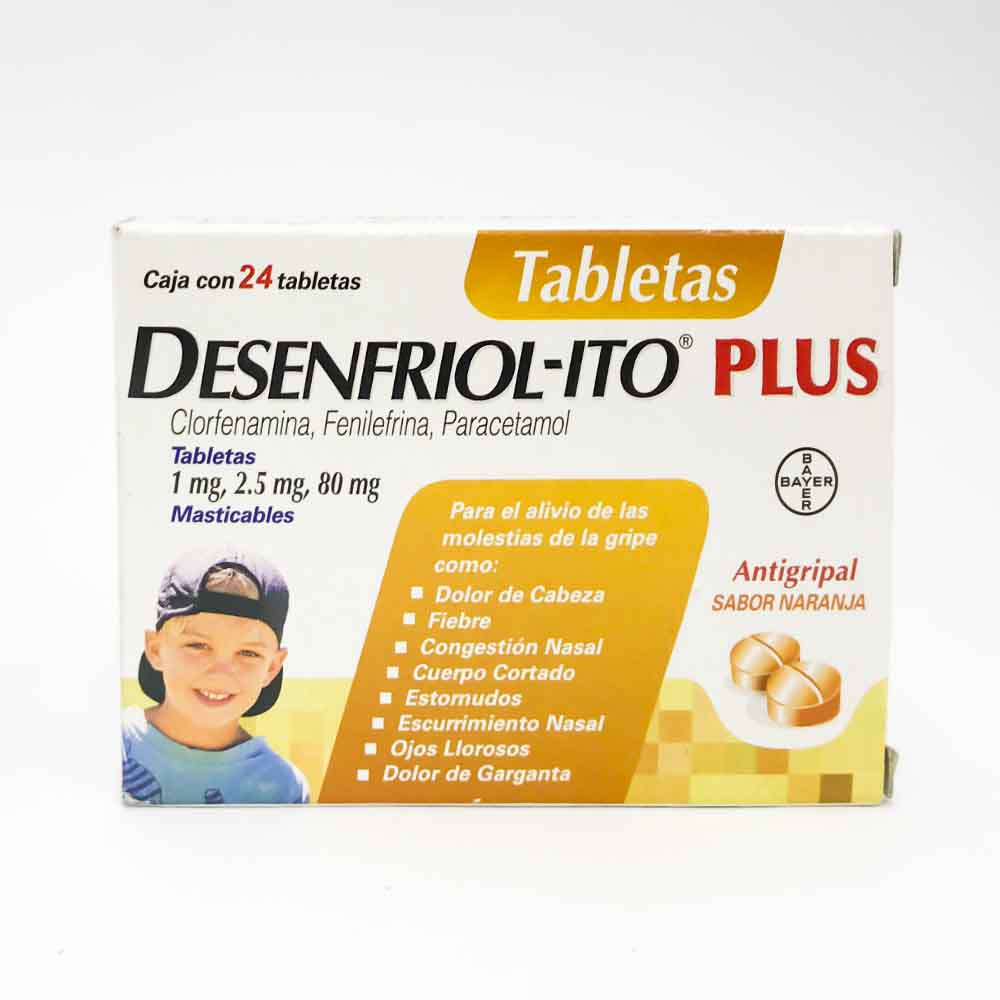 Tabletas
Caja con 24 tabletas
DESENFRIOL-ITO® PLUS
Clorfenamina, Fenilefrina, Paracetamol
Tabletas
1 mg, 2.5 mg, 80 mg
Masticables
BAYER
BAYER
Para el alivio de las
molestias de la gripe
como:
Dolor de Cabeza
Fiebre
Congestión Nasal
Cuerpo Cortado
Estornudos
Escurrimiento Nasal
Ojos Llorosos
Dolor de Garganta
Antigripal
SABOR NARANJA